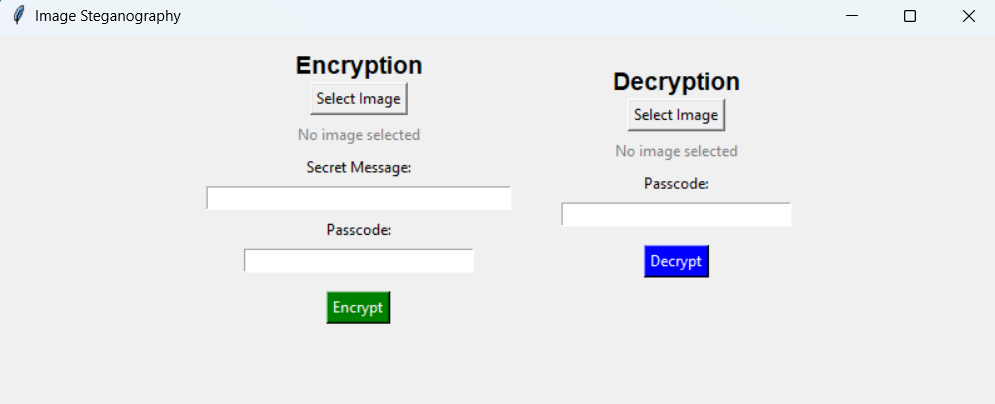 Image Steganography
Encryption
Select Image
No image selected
Secret Message:
Passcode:
Encrypt
Decryption
Select Image
No image selected
Passcode:
Decrypt